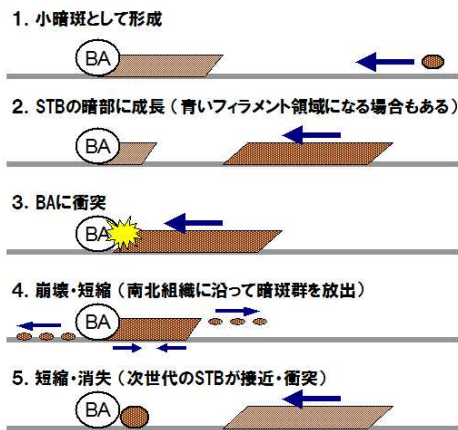 1. 小暗斑として形成
BA
2. STBの暗部に成長（青いフィラメント領域になる場合もある）
BA
3. BAに衝突
BA
4. 崩壊・短縮（南北組織に沿って暗斑群を放出）
BA
5. 短縮・消失（次世代のSTBが接近・衝突）
BA